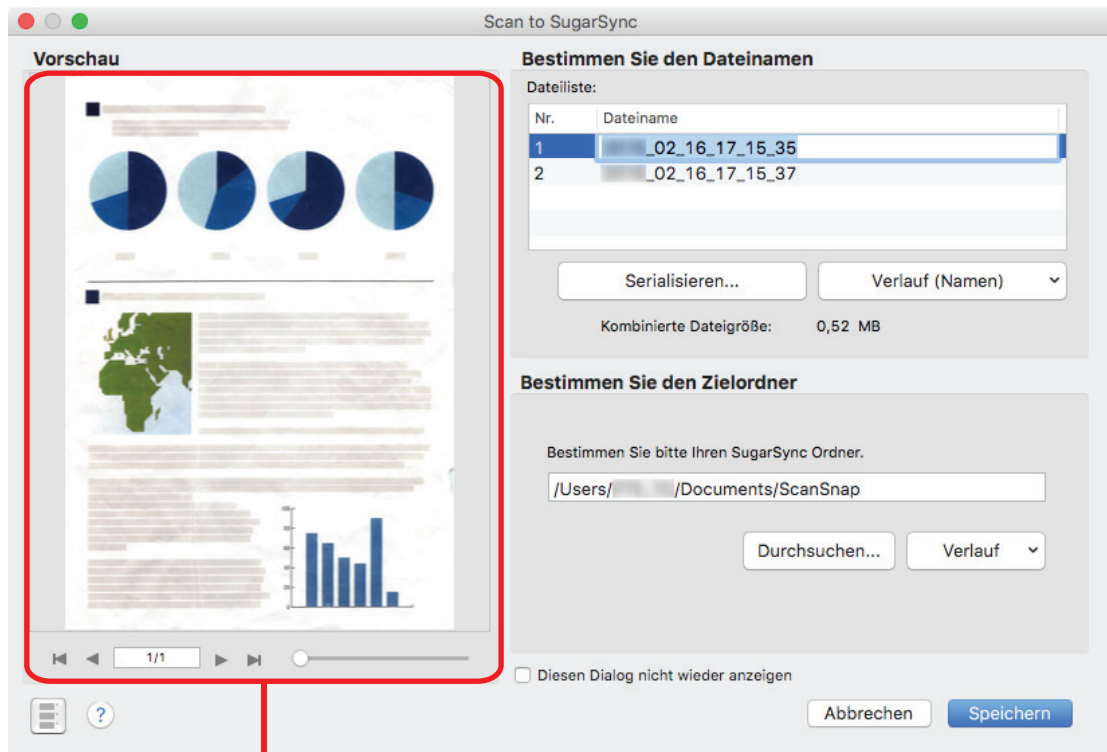 Scan to SugarSync
Vorschau
1/1
Bestimmen Sie den Dateinamen
Dateiliste:
Nr. Dateiname
1 _02_16_17_15_35
2 _02_16_17_15_37
Serialisieren... Verlauf (Namen)
Kombinierte Dateigröße: 0,52 MB
Bestimmen Sie den Zielordner
Bestimmen Sie bitte Ihren SugarSync Ordner.
/Users/ /Documents/ScanSnap
Durchsuchen... Verlauf
Diesen Dialog nicht wieder anzeigen
? Abbrechen Speichern